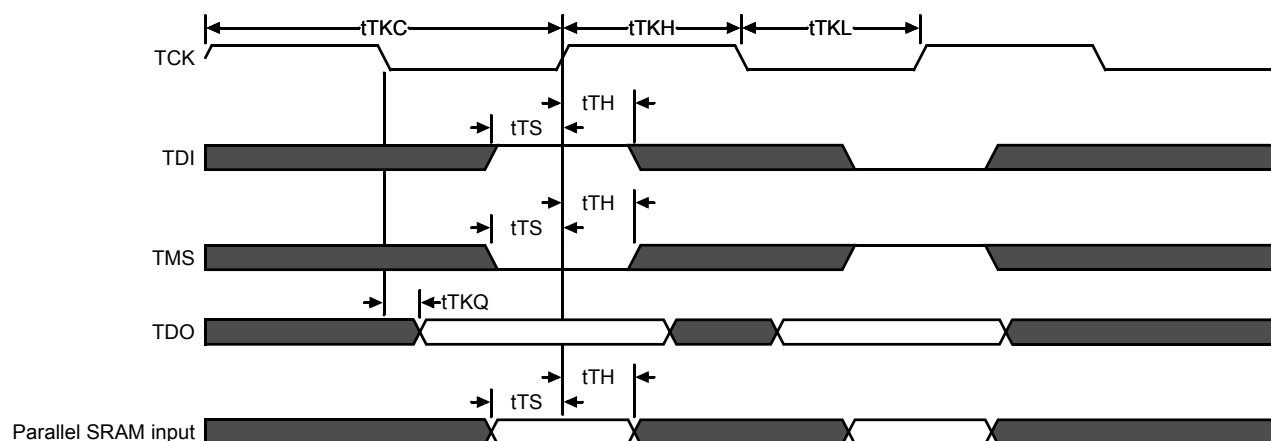 tTKC
tTKH
tTKL
TCK
tTH
tTS
TDI
tTH
tTS
TMS
tTKQ
TDO
tTH
tTS
Parallel SRAM input